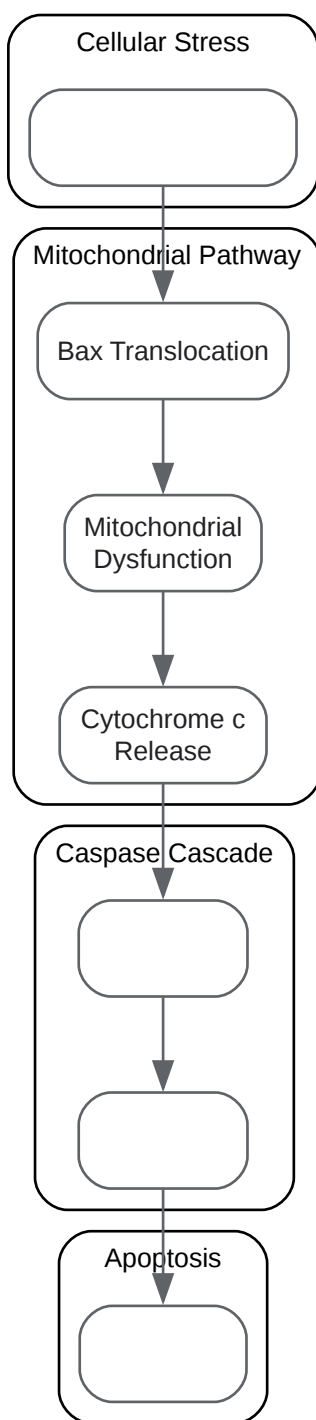 Cellular Stress
Mitochondrial Pathway
Bax Translocation
Mitochondrial
Dysfunction
Cytochrome c
Release
Caspase Cascade
Apoptosis